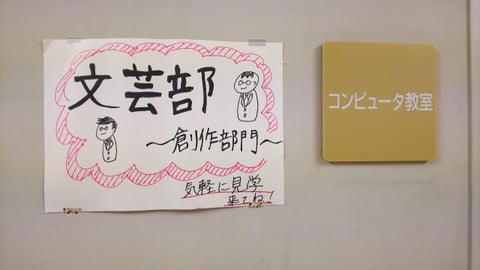 文芸部
～創作部門～
気軽に見学
来てね!
コンピュータ教室